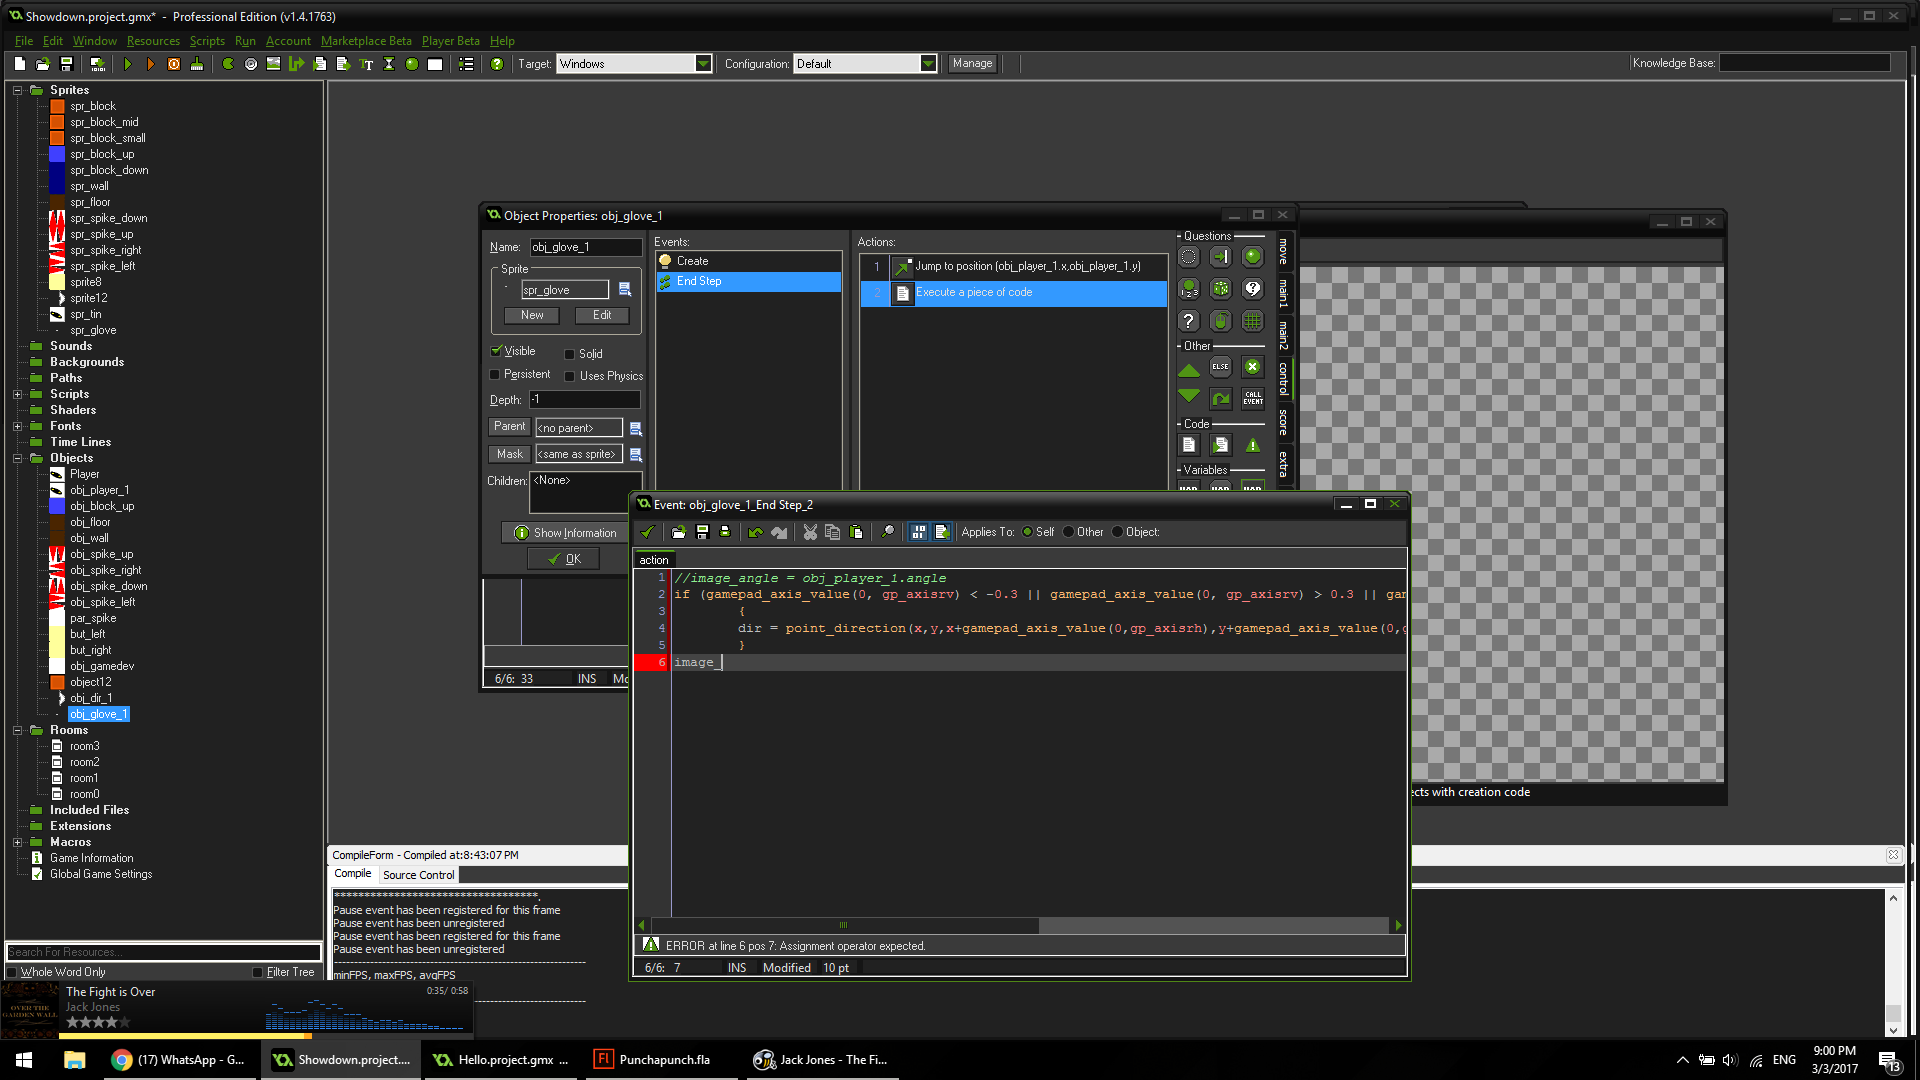 Showdown.project.gmx* - Professional Edition (v1.4.1763)
File Edit Window Resources Scripts Run Account Marketplace Beta Player Beta Help
Target: Windows Configuration: Default Manage Knowledge Base:
Sprites
spr_block
spr_block_mid
spr_block_small
spr_block_up
spr_block_down
spr_wall
spr_floor
spr_spike_down
spr_spike_up
spr_spike_right
spr_spike_left
sprite8
sprite12
spr_tin
spr_glove
Sounds
Backgrounds
Paths
Scripts
Shaders
Fonts
Time Lines
Objects
Player
obj_player_1
obj_block_up
obj_floor
obj_wall
obj_spike_up
obj_spike_right
obj_spike_down
obj_spike_left
par_spike
but_left
but_right
obj_gamedev
object12
obj_dir_1
obj_glove_1
Rooms
room3
room2
room1
room0
Included Files
Extensions
Macros
Game Information
Global Game Settings
Search For Resources...
Whole Word Only Filter Tree
Object Properties: obj_glove_1
Name: obj_glove_1
Sprite
spr_glove
New Edit
Visible Solid
Persistent Uses Physics
Depth: -1
Parent <no parent>
Mask <same as sprite>
Children: <None>
Show Information
OK
Events:
Create
End Step
Actions:
1 Jump to position (obj_player_1.x,obj_player_1.y)
2 Execute a piece of code
Questions
Other
ELSE
CALL EVENT
Code
Variables
move
main1
main2
control
score
extra
6/6: 33 INS
Event: obj_glove_1_End Step_2
Applies To: Self Other Object:
action
1 //image_angle = obj_player_1.angle
2 if (gamepad_axis_value(0, gp_axisrv) < -0.3 || gamepad_axis_value(0, gp_axisrv) > 0.3 ||
3 {
4 dir = point_direction(x,y,x+gamepad_axis_value(0,gp_axisrh),y+gamepad_axis_value(0,
5 }
6 image_
ERROR at line 6 pos 7: Assignment operator expected.
6/6: 7 INS Modified 10 pt
with creation code
CompileForm - Compiled at:8:43:07 PM
Compile Source Control
**********************************.
Pause event has been registered for this frame
Pause event has been unregistered
Pause event has been registered for this frame
Pause event has been unregistered
minFPS, maxFPS, avgFPS
OVER THE GARDEN WALL
The Fight is Over
Jack Jones
0:35/ 0:58
(17) WhatsApp - G...
Showdown.project....
Hello.project.gmx ...
Fl Punchapunch.fla
Jack Jones - The Fi...
ENG
9:00 PM
3/3/2017
13